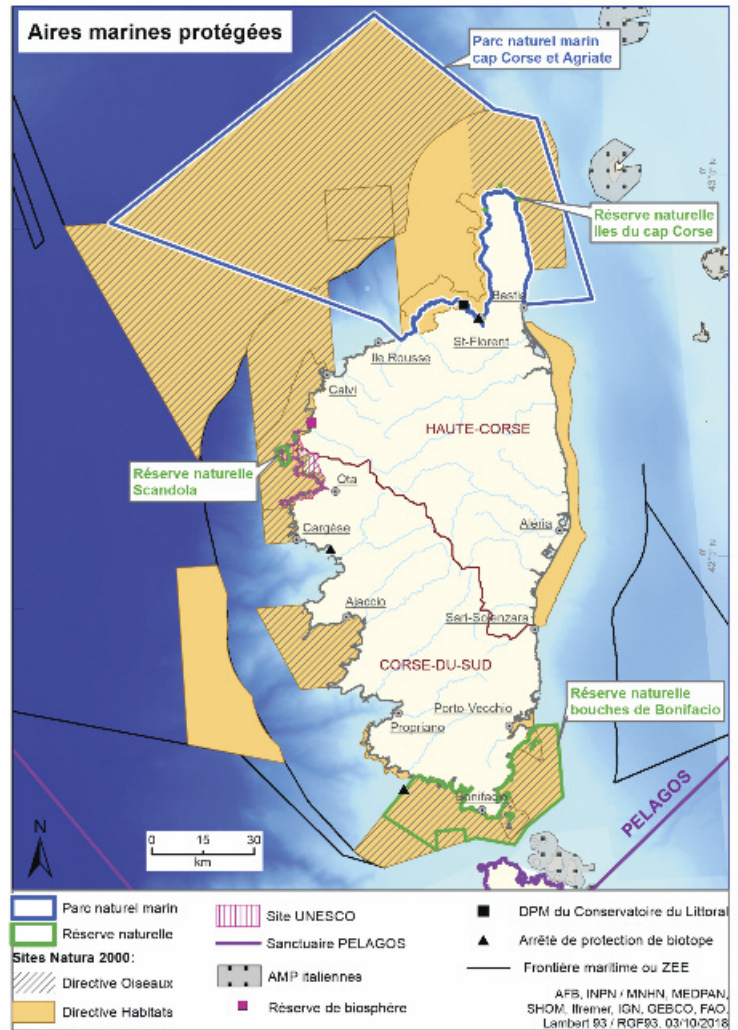 Aires marines protégées
Parc naturel marin
cap Corse et Agriate
43°0' N
Réserve naturelle
Iles du cap Corse
Bastia
St-Florent
Ile Rousse
Calvi
HAUTE-CORSE
Réserve naturelle
Scandola
Ota
Cargèse
Aléria
42°0' N
Ajaccio
Sari-Solenzara
CORSE-DU-SUD
Réserve naturelle
bouches de Bonifacio
Porto-Vecchio
Propriano
Bonifacio
PELAGOS
N
0 15 30
km
Parc naturel marin
Réserve naturelle
Sites Natura 2000:
Directive Oiseaux
Directive Habitats
Site UNESCO
Sanctuaire PELAGOS
AMP italiennes
Réserve de biosphère
DPM du Conservatoire du Littoral
Arrêté de protection de biotope
Frontière maritime ou ZEE
AFB, INPN / MNHN, MEDPAN,
SHOM, Ifremer, IGN, GEBCO, FAO,
Lambert 93 / RGF93, 03/10/2018